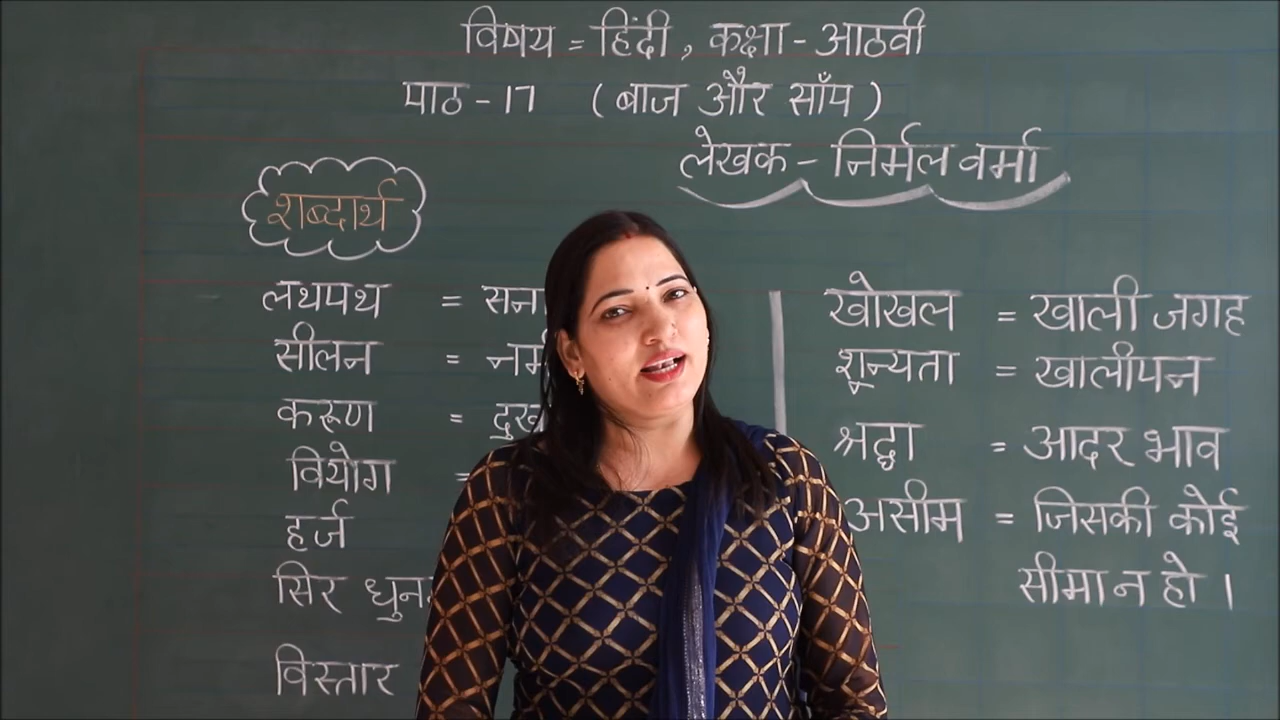 विषय = हिंदी, कक्षा - आठवी
पाठ - 17 (बाज और साँप)
लेखक - निर्मल वर्मा
शब्दार्थ
लथपथ =
सीलन =
करूण =
वियोग =
हर्ज
सिर
विस्तार
खोखल = खाली जगह
शून्यता = खालीपन
श्रद्धा = आदर भाव
असीम = जिसकी कोई
सीमा न हो ।